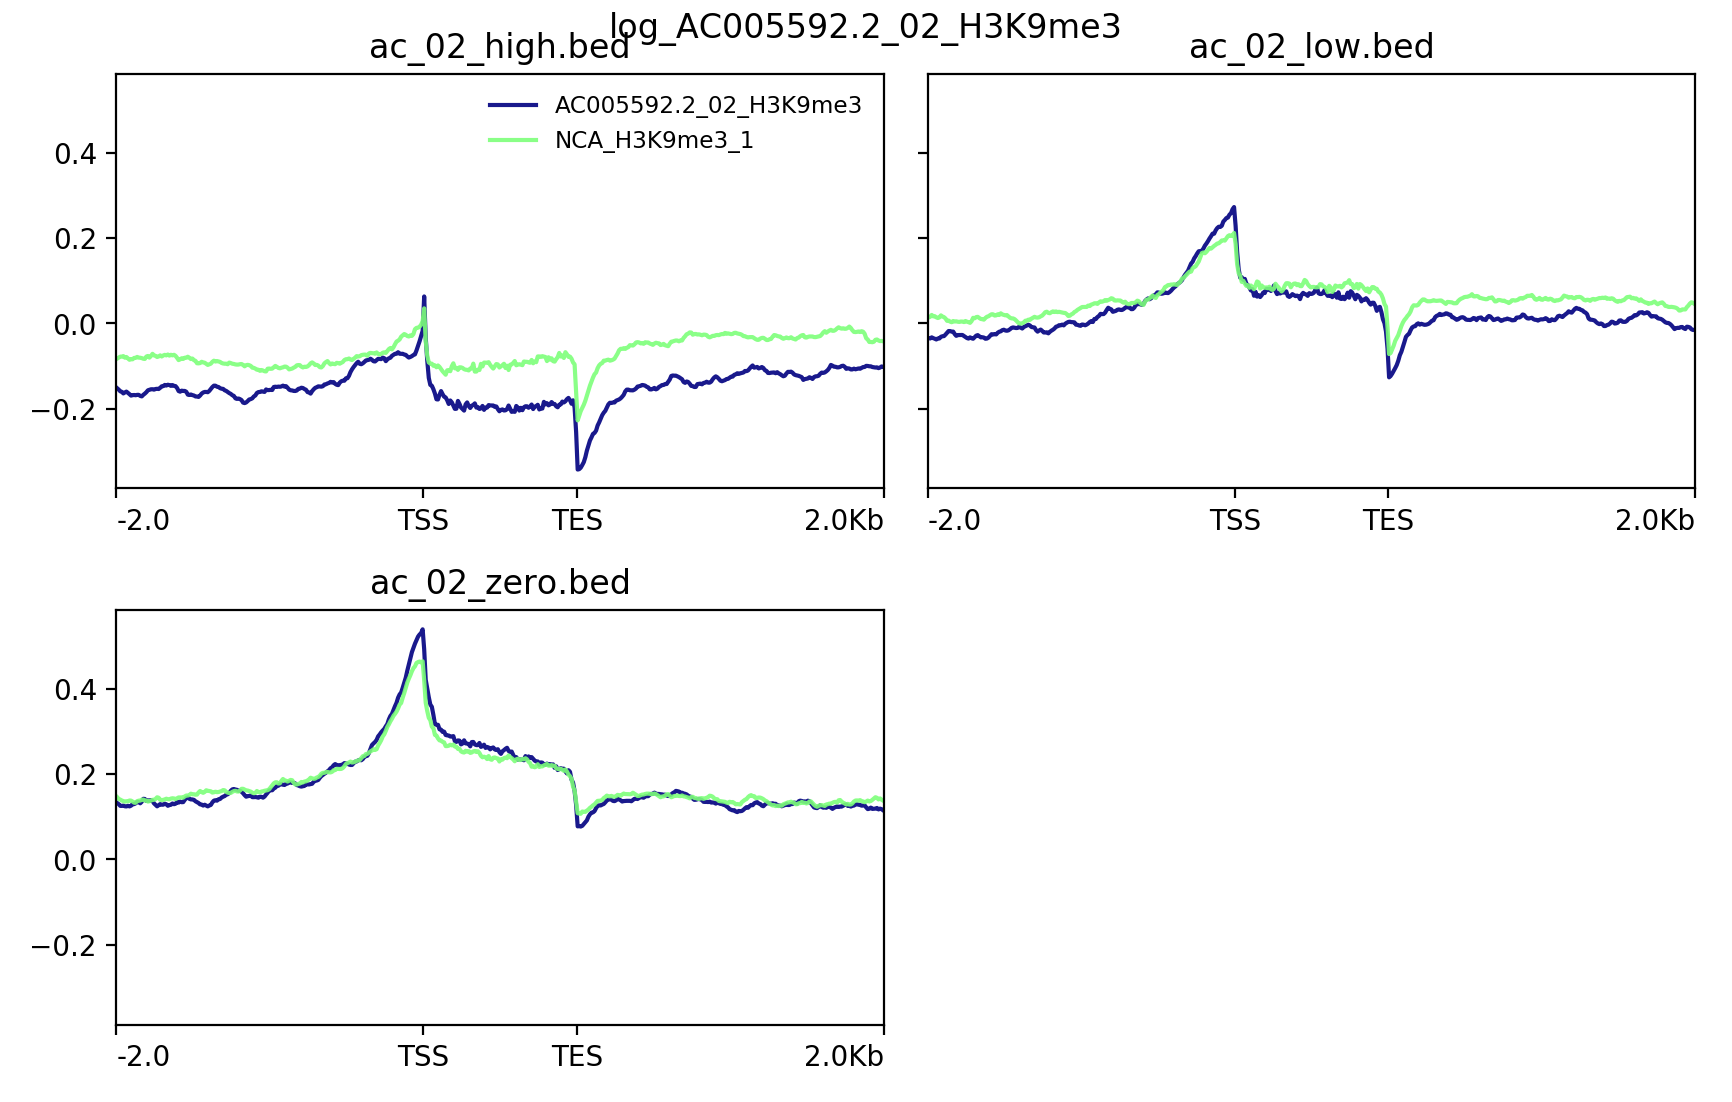 log_AC005592.2_02_H3K9me3
ac_02_high.bed
ac_02_low.bed
AC005592.2_02_H3K9me3
NCA_H3K9me3_1
0.4
0.2
0.0
−0.2
-2.0 TSS TES 2.0Kb
-2.0 TSS TES 2.0Kb
ac_02_zero.bed
0.4
0.2
0.0
−0.2
-2.0 TSS TES 2.0Kb